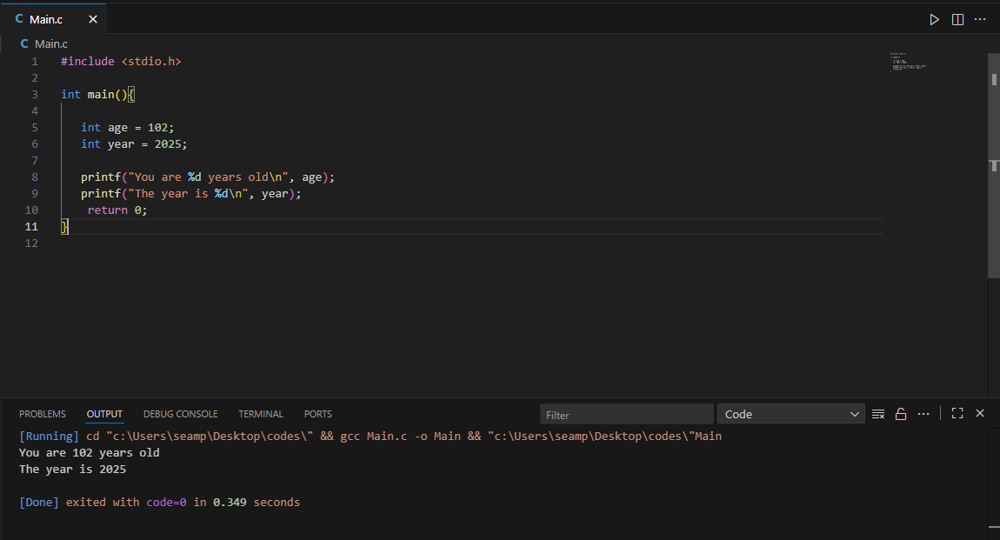 C Main.c
C Main.c
1 #include <stdio.h>
2
3 int main(){
4
5 int age = 102;
6 int year = 2025;
7
8 printf("You are %d years old\n", age);
9 printf("The year is %d\n", year);
10 return 0;
11 }
12
PROBLEMS OUTPUT DEBUG CONSOLE TERMINAL PORTS Filter Code
[Running] cd "c:\Users\seamp\Desktop\codes\" && gcc Main.c -o Main && "c:\Users\seamp\Desktop\codes\"Main
You are 102 years old
The year is 2025
[Done] exited with code=0 in 0.349 seconds